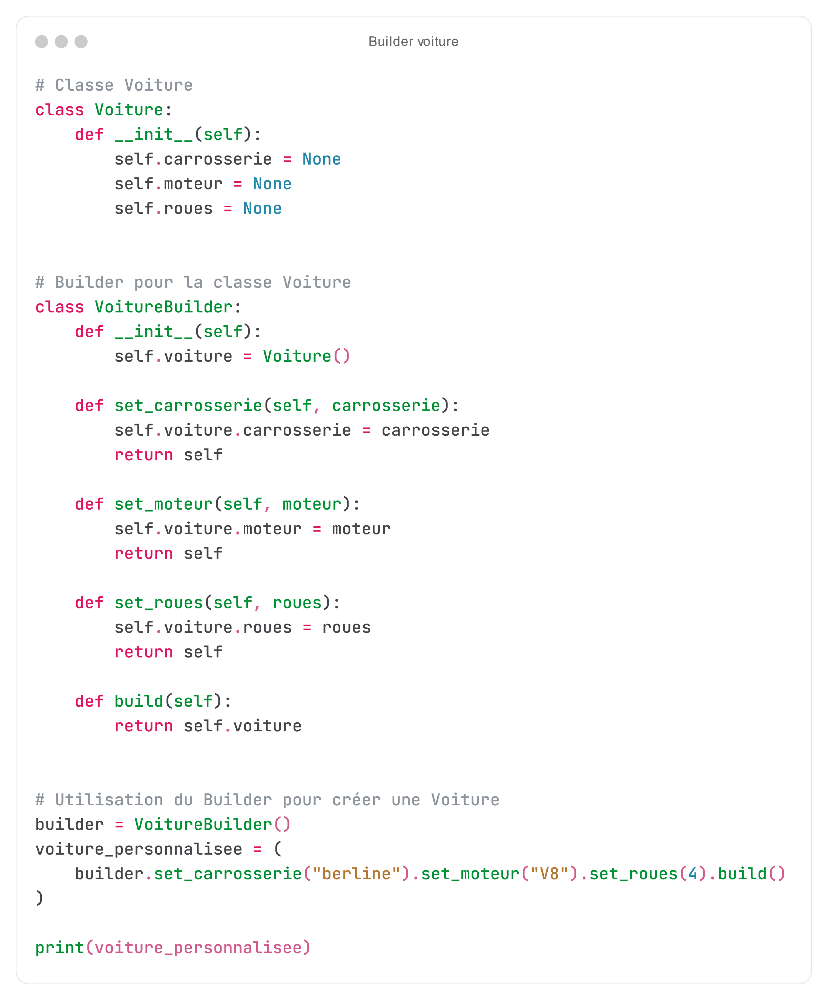 Builder voiture
# Classe Voiture
class Voiture:
    def __init__(self):
        self.carrosserie = None
        self.moteur = None
        self.roues = None
# Builder pour la classe Voiture
class VoitureBuilder:
    def __init__(self):
        self.voiture = Voiture()
    def set_carrosserie(self, carrosserie):
        self.voiture.carrosserie = carrosserie
        return self
    def set_moteur(self, moteur):
        self.voiture.moteur = moteur
        return self
    def set_roues(self, roues):
        self.voiture.roues = roues
        return self
    def build(self):
        return self.voiture
# Utilisation du Builder pour créer une Voiture
builder = VoitureBuilder()
voiture_personnalisee = (
    builder.set_carrosserie("berline").set_moteur("V8").set_roues(4).build()
)
print(voiture_personnalisee)